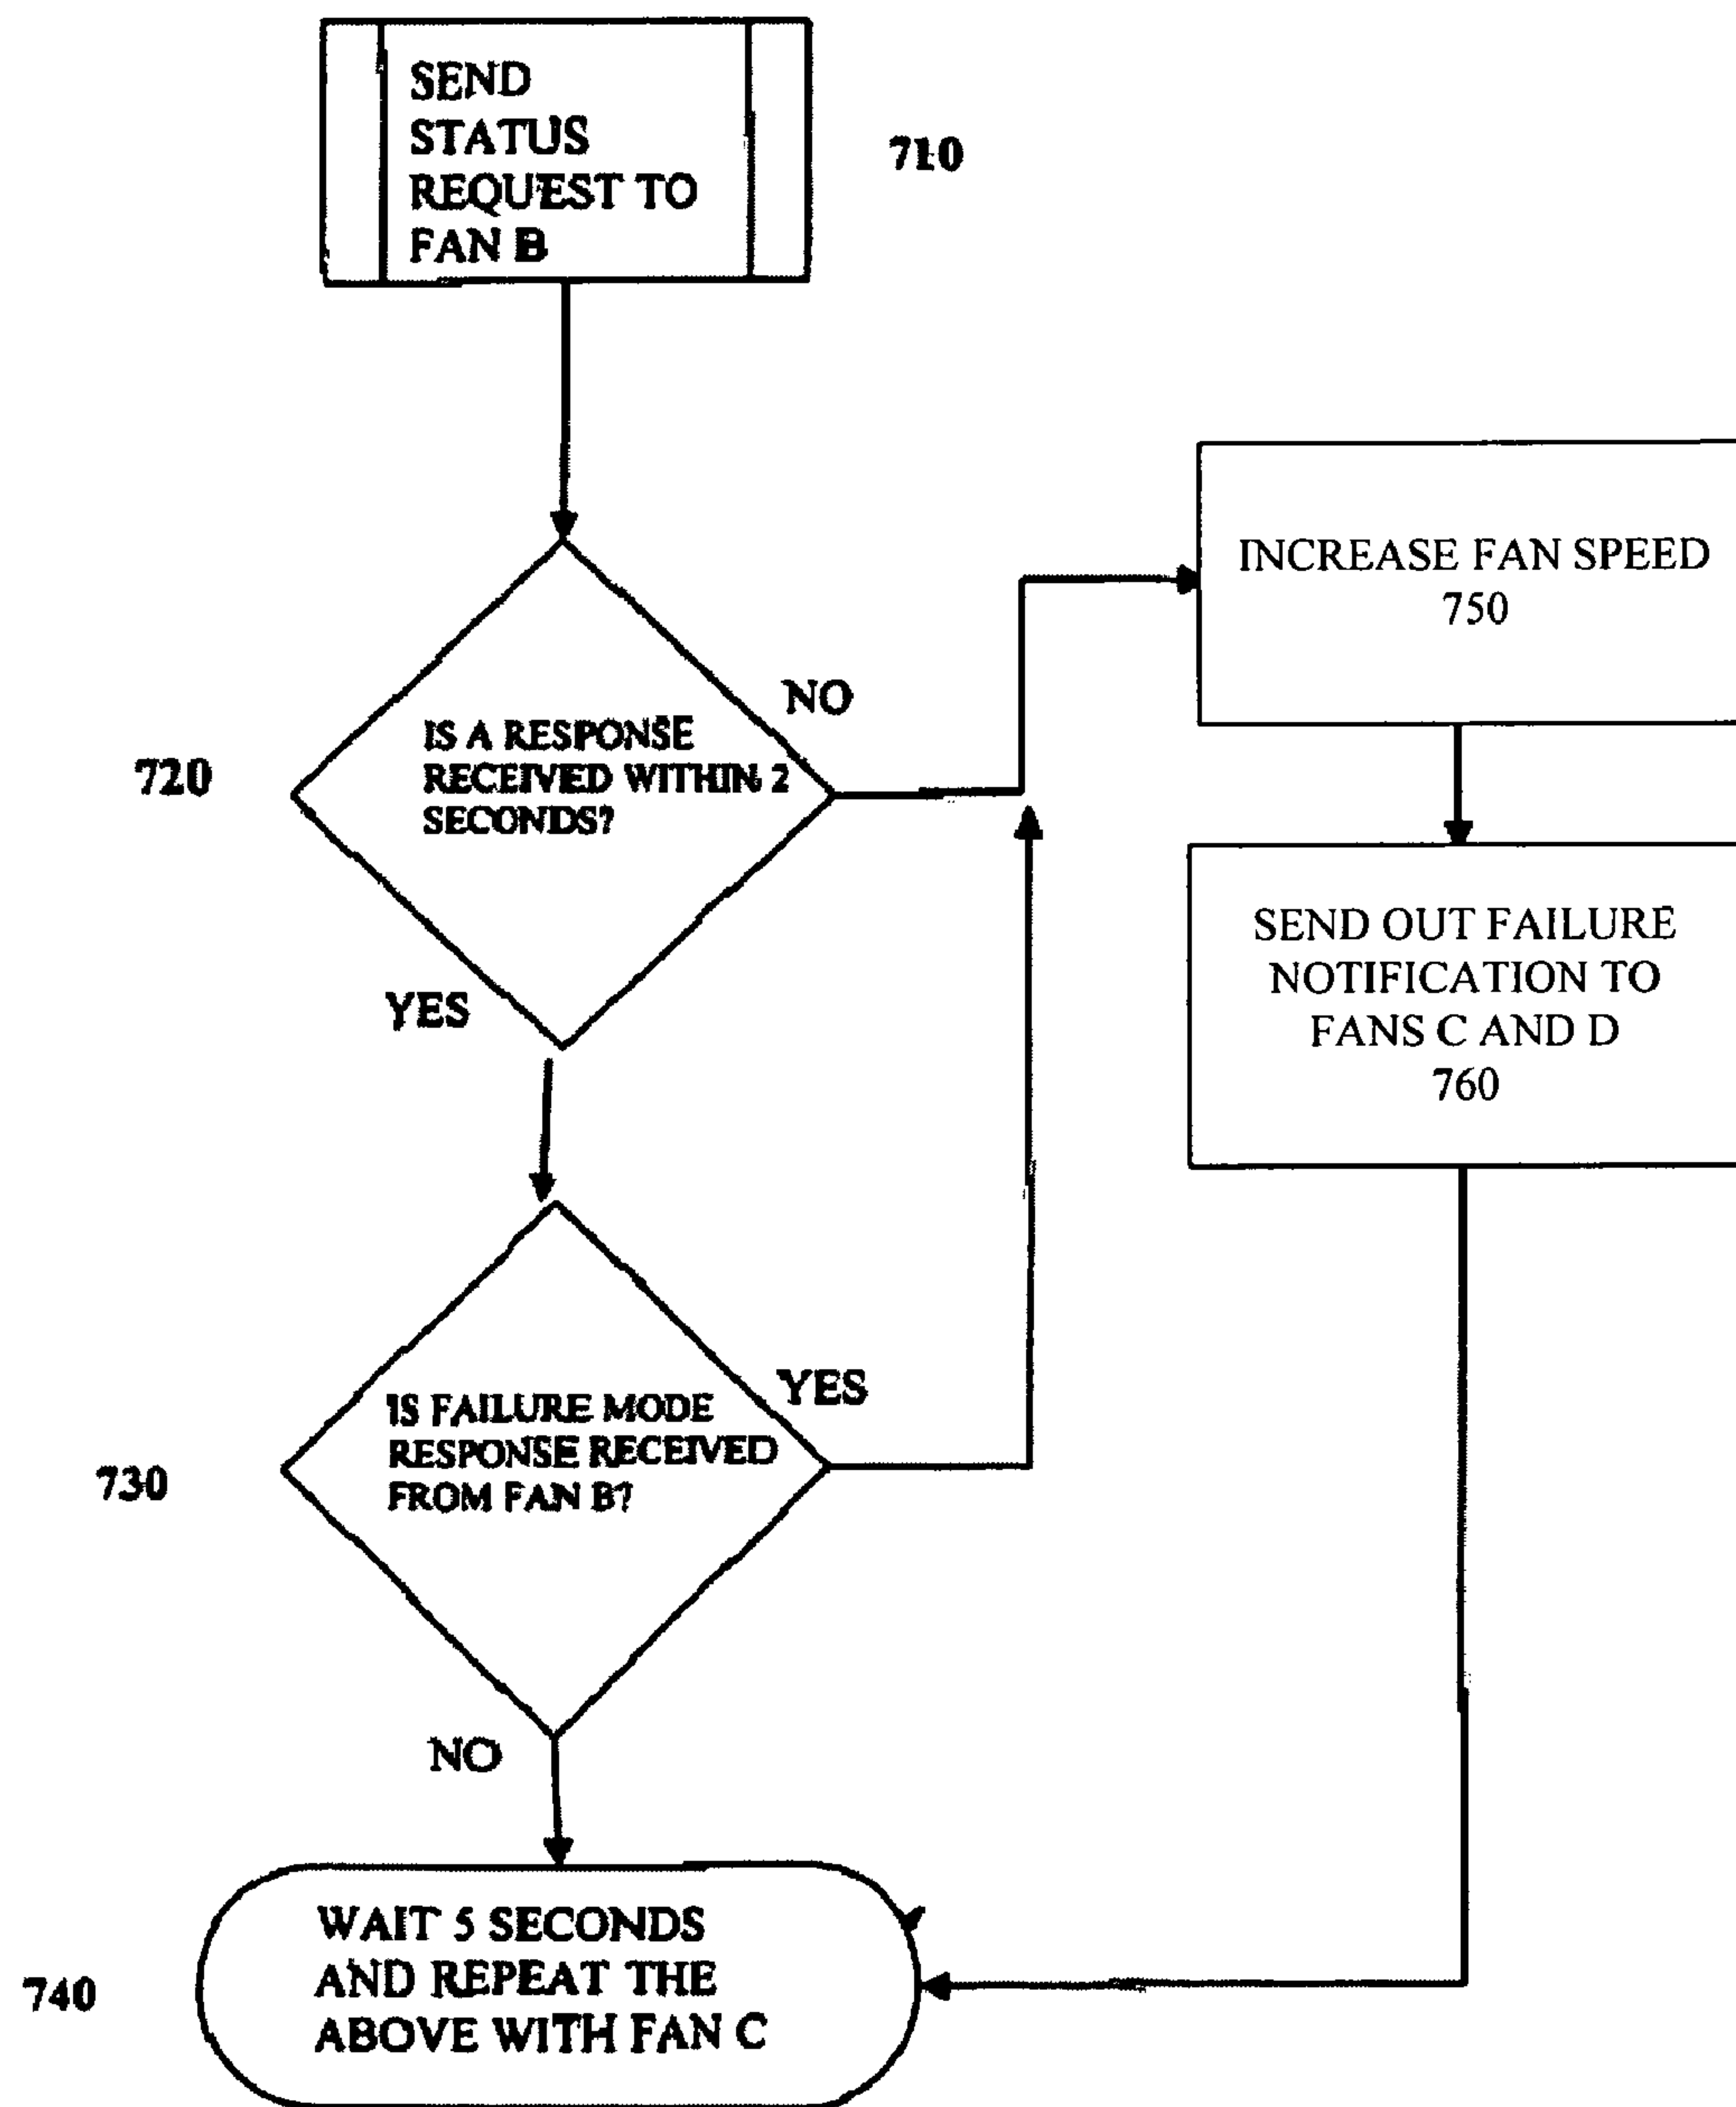 SEND
STATUS
REQUEST TO
FAN B
710
INCREASE FAN SPEED
750
NO
IS A RESPONSE
RECEIVED WITHIN 2
SECONDS?
720
YES
SEND OUT FAILURE
NOTIFICATION TO
FANS C AND D
760
YES
IS FAILURE MODE
RESPONSE RECEIVED
FROM FAN B?
730
NO
WAIT 5 SECONDS
AND REPEAT THE
ABOVE WITH FAN C
740